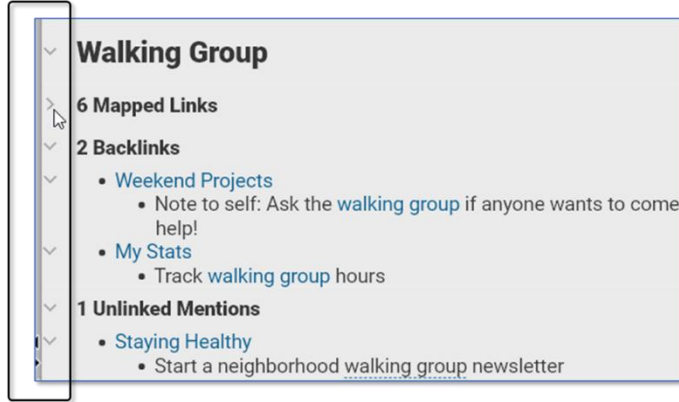 Walking Group
6 Mapped Links
2 Backlinks
• Weekend Projects
• Note to self: Ask the walking group if anyone wants to come
help!
• My Stats
• Track walking group hours
1 Unlinked Mentions
• Staying Healthy
• Start a neighborhood walking group newsletter